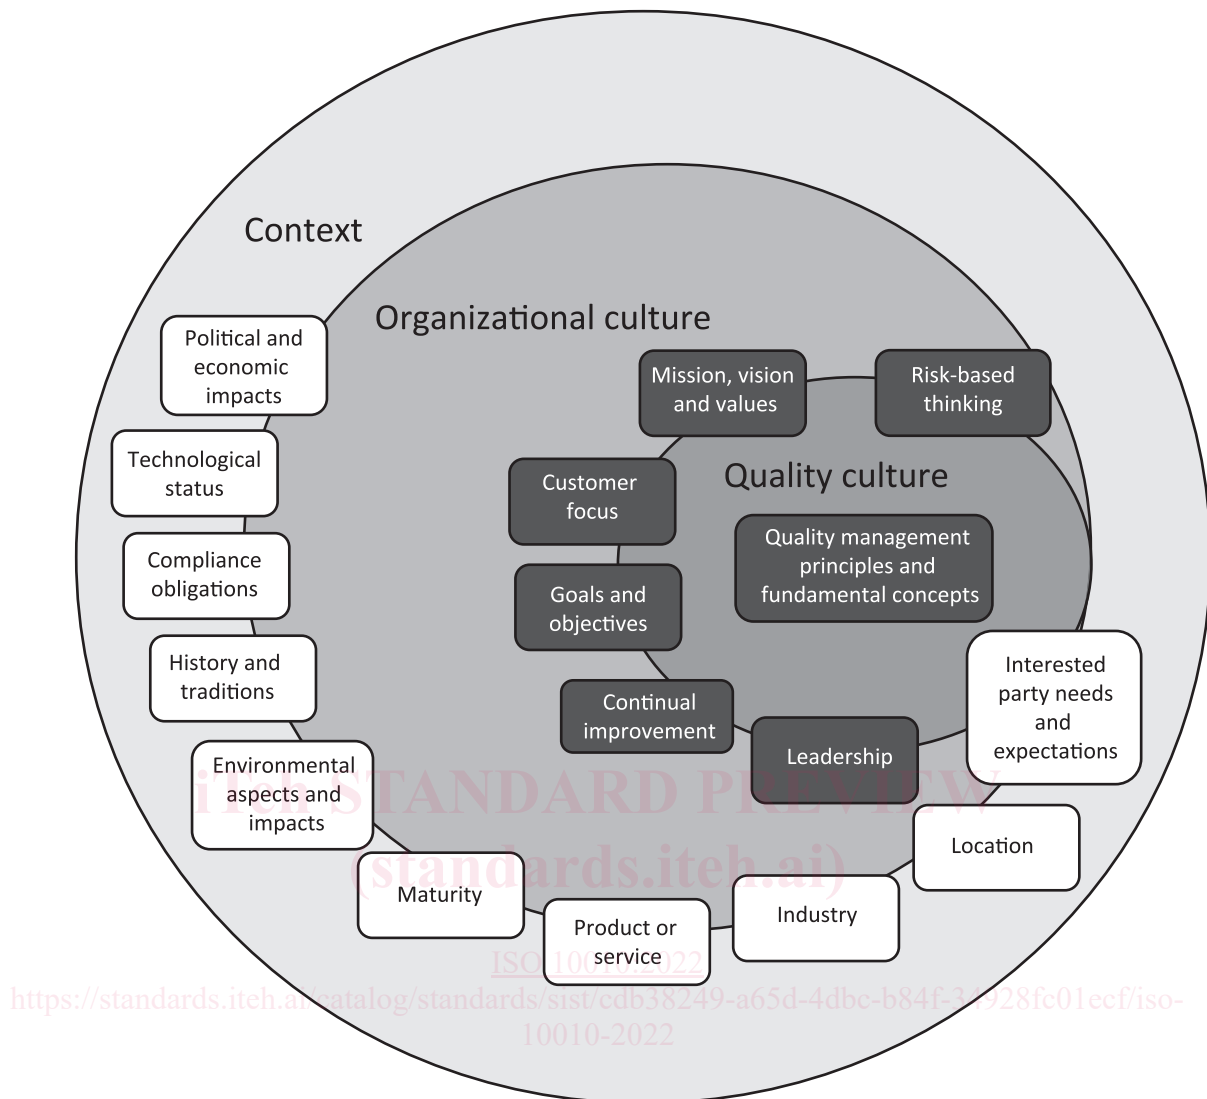 Context
Organizational culture
Political and
economic
impacts
Mission, vision
and values
Risk-based
thinking
Technological
status
Customer
focus
Quality culture
Quality management
principles and
fundamental concepts
Compliance
obligations
Goals and
objectives
History and
traditions
Interested
party needs
and
expectations
Continual
improvement
Leadership
Environmental
aspects and
impacts
iTeh STANDARD PREVIEW
(standards.iteh.ai)
Location
Maturity
Industry
Product or
service
ISO 10010:2022
https://standards.iteh.ai/catalog/standards/sist/cdb38249-a65d-4dbc-b84f-34928fc01ecf/iso-
10010-2022